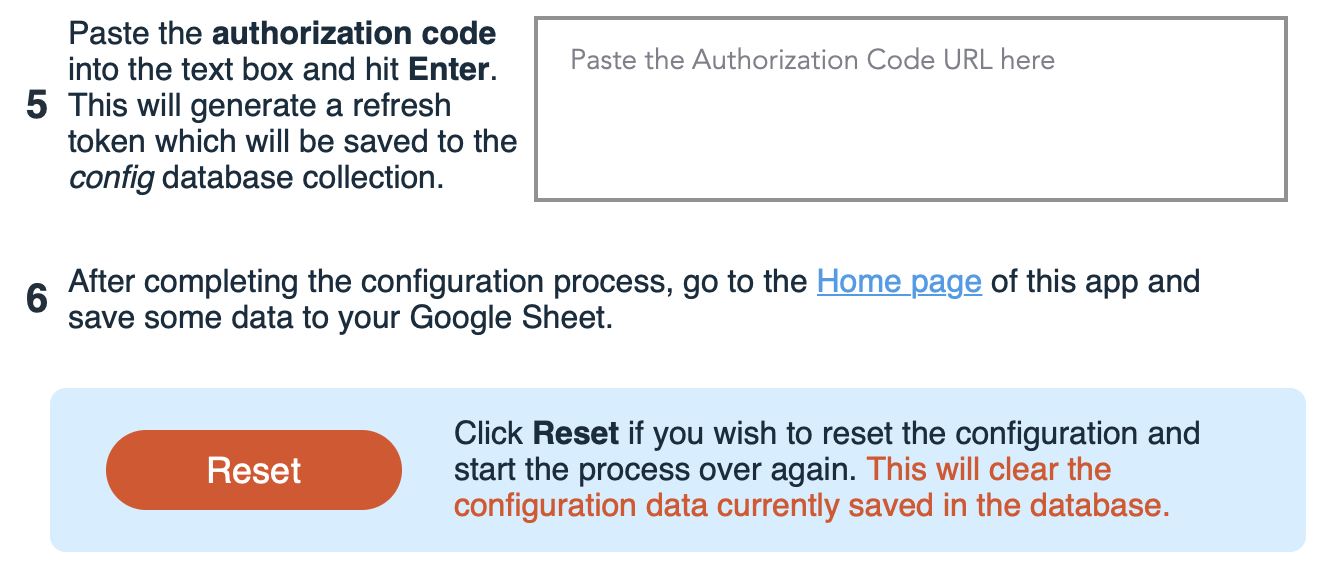 5
Paste the authorization code
into the text box and hit Enter.
This will generate a refresh
token which will be saved to the
config database collection.
Paste the Authorization Code URL here
6
After completing the configuration process, go to the Home page of this app and
save some data to your Google Sheet.
Reset
Click Reset if you wish to reset the configuration and
start the process over again. This will clear the
configuration data currently saved in the database.